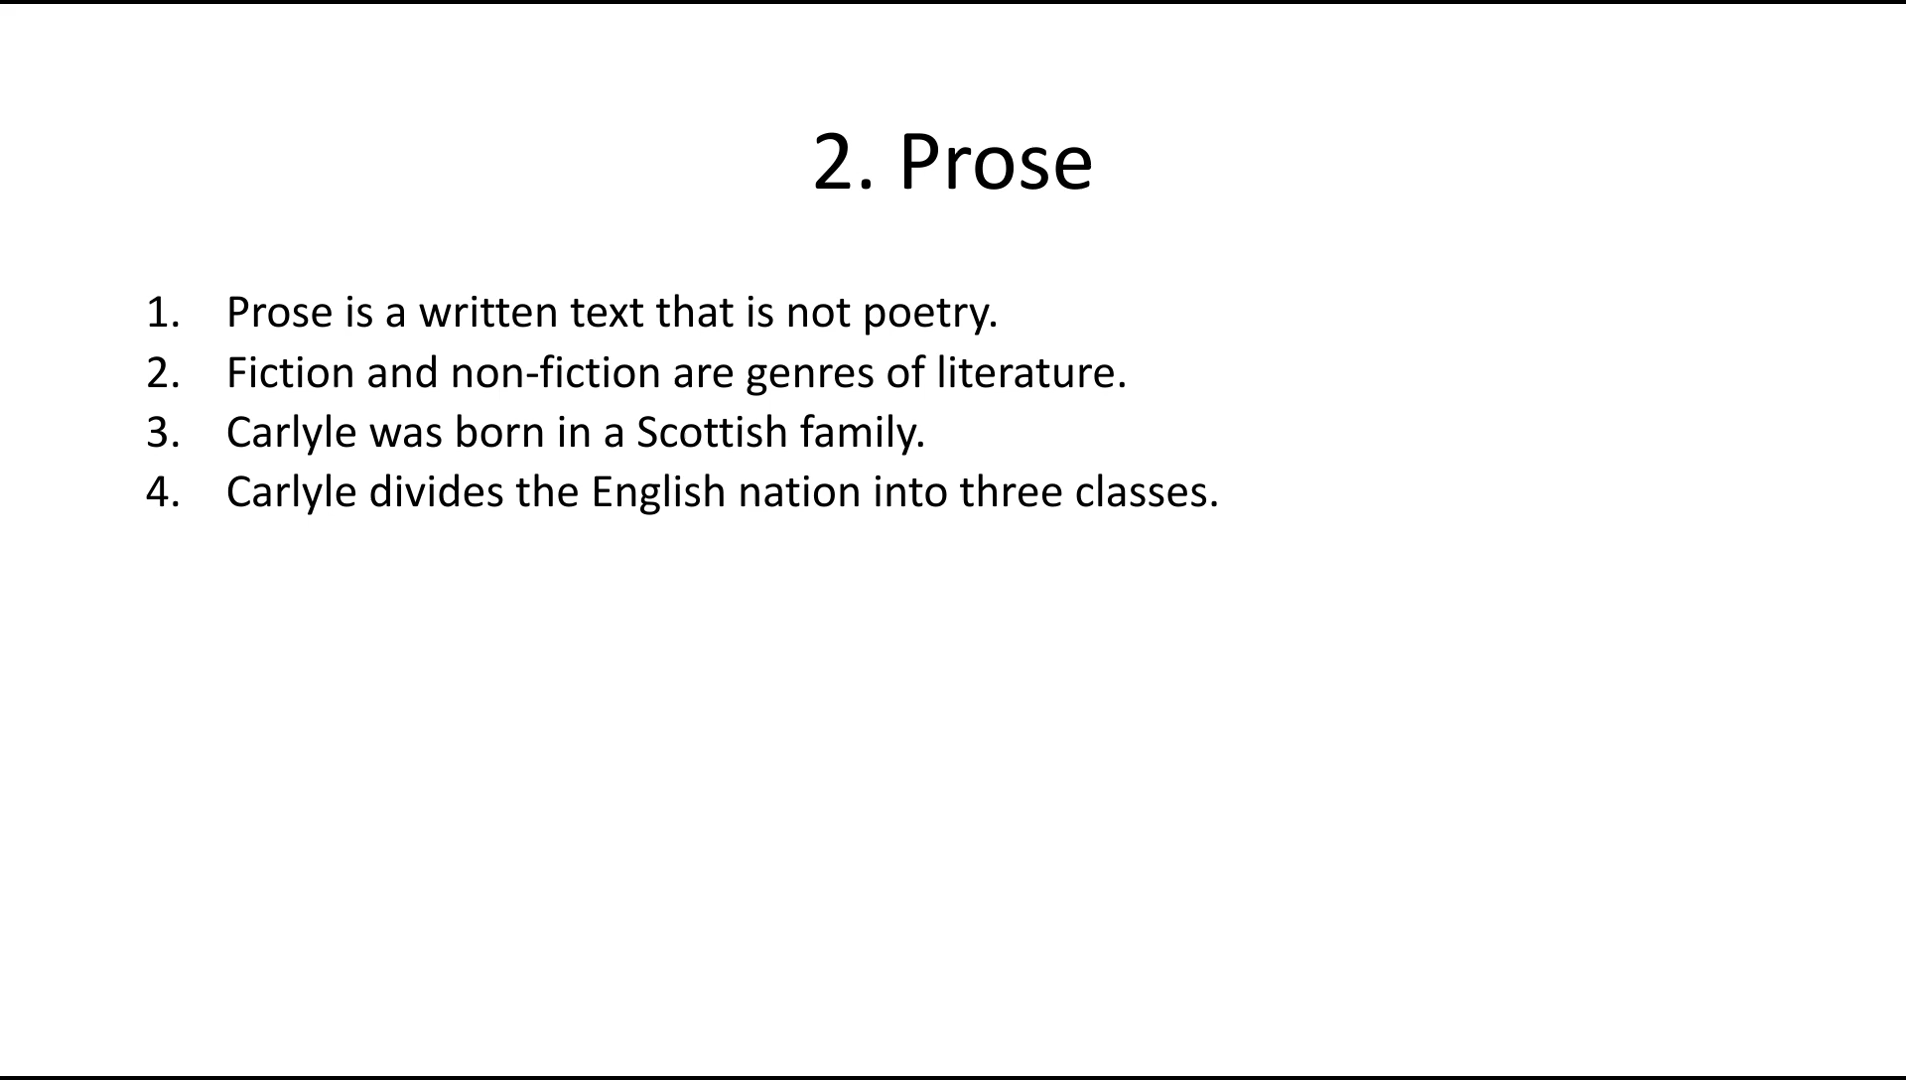 2. Prose
1. Prose is a written text that is not poetry.
2. Fiction and non-fiction are genres of literature.
3. Carlyle was born in a Scottish family.
4. Carlyle divides the English nation into three classes.